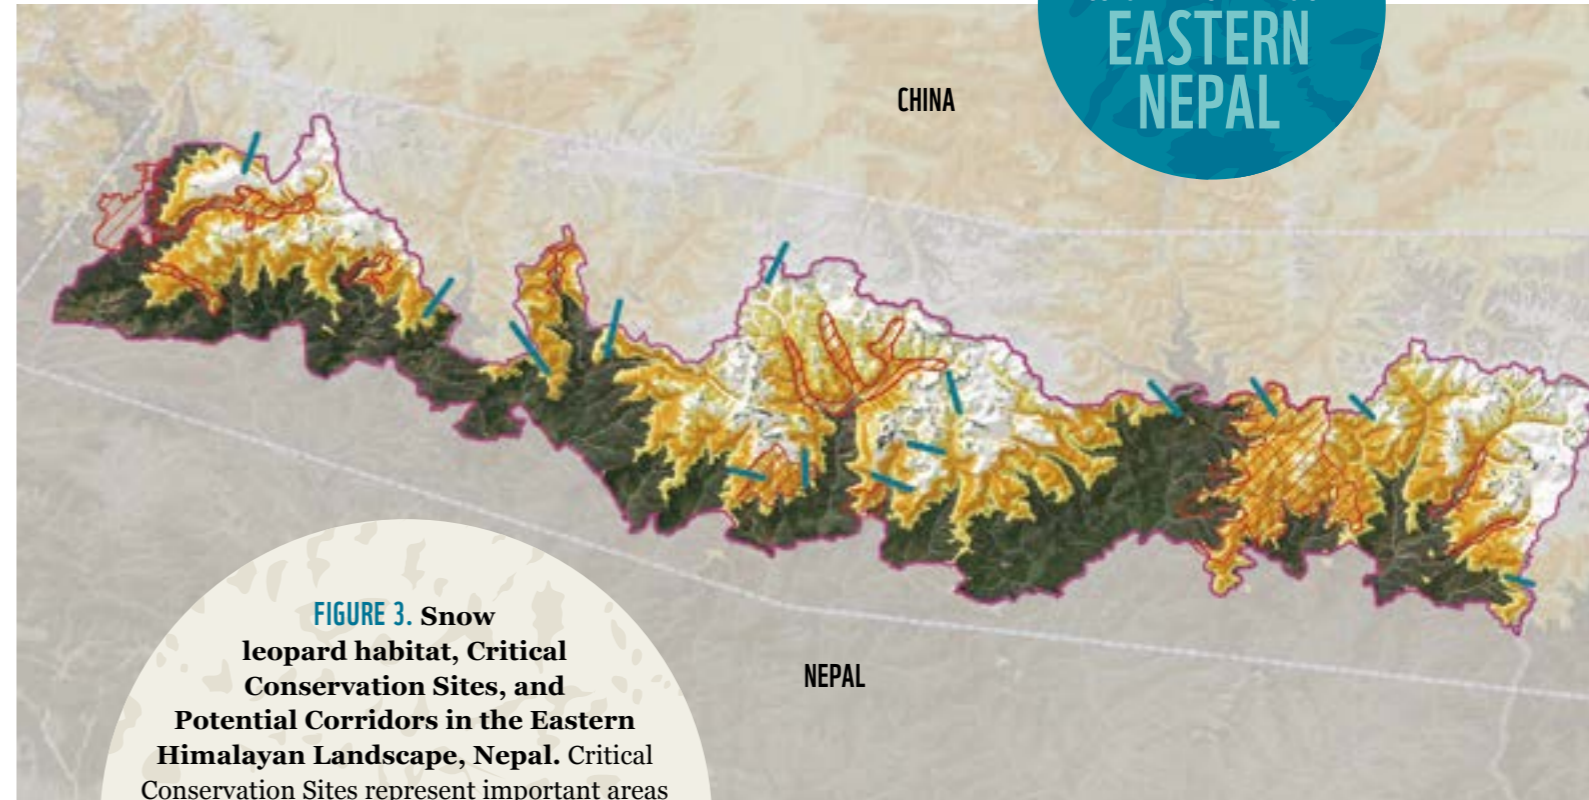 EASTERN
NEPAL
CHINA
NEPAL
FIGURE 3. Snow
leopard habitat, Critical
Conservation Sites, and
Potential Corridors in the Eastern
Himalayan Landscape, Nepal. Critical
Conservation Sites represent important areas